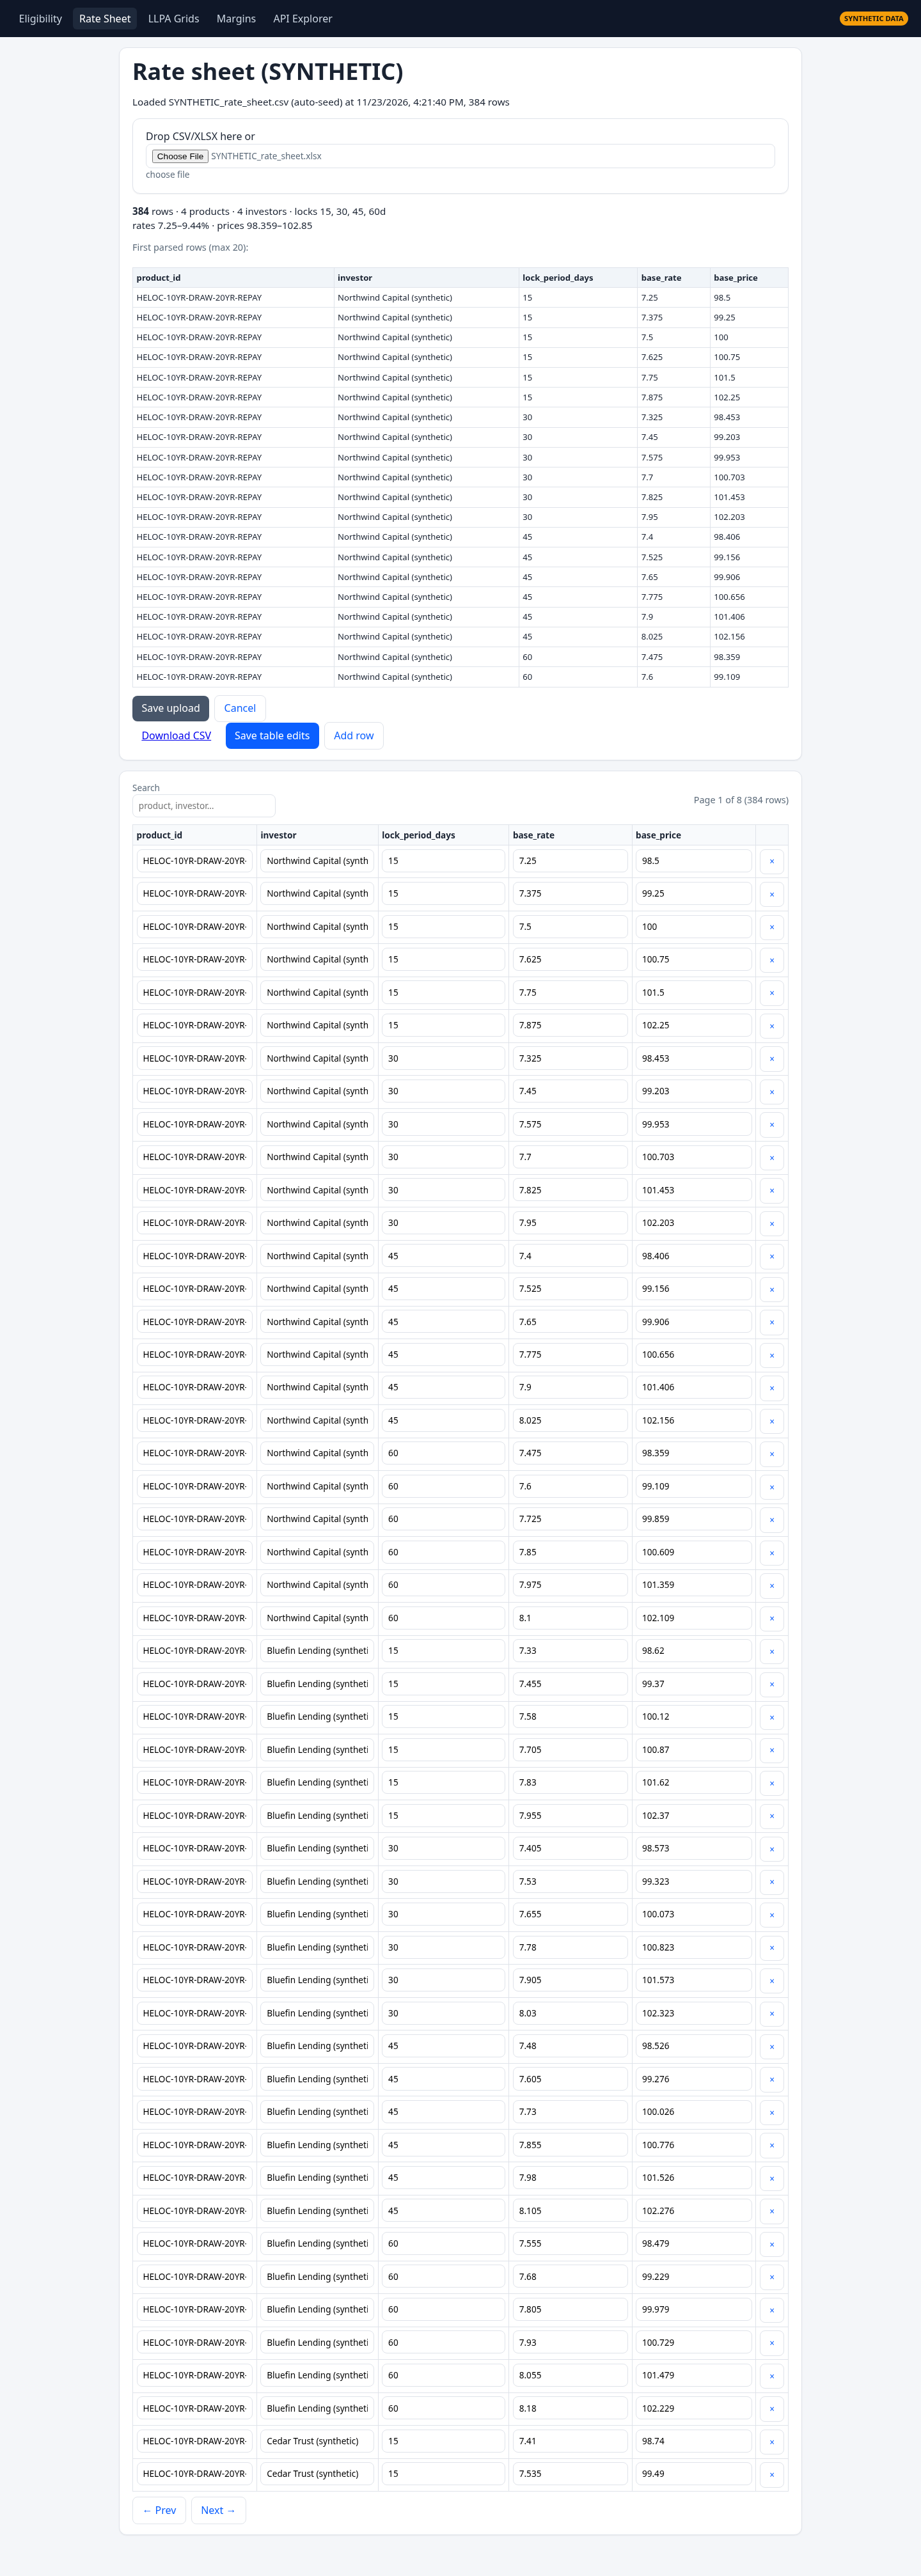 Eligibility Rate Sheet LLPA Grids Margins API Explorer SYNTHETIC DATA
Rate sheet (SYNTHETIC)
Loaded SYNTHETIC_rate_sheet.csv (auto-seed) at 11/23/2026, 4:21:40 PM, 384 rows
Drop CSV/XLSX here or
Choose File SYNTHETIC_rate_sheet.xlsx
choose file
384 rows · 4 products · 4 investors · locks 15, 30, 45, 60d
rates 7.25–9.44% · prices 98.359–102.85
First parsed rows (max 20):
product_id investor lock_period_days base_rate base_price
HELOC-10YR-DRAW-20YR-REPAY Northwind Capital (synthetic) 15 7.25 98.5
HELOC-10YR-DRAW-20YR-REPAY Northwind Capital (synthetic) 15 7.375 99.25
HELOC-10YR-DRAW-20YR-REPAY Northwind Capital (synthetic) 15 7.5 100
HELOC-10YR-DRAW-20YR-REPAY Northwind Capital (synthetic) 15 7.625 100.75
HELOC-10YR-DRAW-20YR-REPAY Northwind Capital (synthetic) 15 7.75 101.5
HELOC-10YR-DRAW-20YR-REPAY Northwind Capital (synthetic) 15 7.875 102.25
HELOC-10YR-DRAW-20YR-REPAY Northwind Capital (synthetic) 30 7.325 98.453
HELOC-10YR-DRAW-20YR-REPAY Northwind Capital (synthetic) 30 7.45 99.203
HELOC-10YR-DRAW-20YR-REPAY Northwind Capital (synthetic) 30 7.575 99.953
HELOC-10YR-DRAW-20YR-REPAY Northwind Capital (synthetic) 30 7.7 100.703
HELOC-10YR-DRAW-20YR-REPAY Northwind Capital (synthetic) 30 7.825 101.453
HELOC-10YR-DRAW-20YR-REPAY Northwind Capital (synthetic) 30 7.95 102.203
HELOC-10YR-DRAW-20YR-REPAY Northwind Capital (synthetic) 45 7.4 98.406
HELOC-10YR-DRAW-20YR-REPAY Northwind Capital (synthetic) 45 7.525 99.156
HELOC-10YR-DRAW-20YR-REPAY Northwind Capital (synthetic) 45 7.65 99.906
HELOC-10YR-DRAW-20YR-REPAY Northwind Capital (synthetic) 45 7.775 100.656
HELOC-10YR-DRAW-20YR-REPAY Northwind Capital (synthetic) 45 7.9 101.406
HELOC-10YR-DRAW-20YR-REPAY Northwind Capital (synthetic) 45 8.025 102.156
HELOC-10YR-DRAW-20YR-REPAY Northwind Capital (synthetic) 60 7.475 98.359
HELOC-10YR-DRAW-20YR-REPAY Northwind Capital (synthetic) 60 7.6 99.109
Save upload Cancel
Download CSV Save table edits Add row
Search
product, investor... Page 1 of 8 (384 rows)
product_id investor lock_period_days base_rate base_price
HELOC-10YR-DRAW-20YR- Northwind Capital (synth 15 7.25 98.5 ×
HELOC-10YR-DRAW-20YR- Northwind Capital (synth 15 7.375 99.25 ×
HELOC-10YR-DRAW-20YR- Northwind Capital (synth 15 7.5 100 ×
HELOC-10YR-DRAW-20YR- Northwind Capital (synth 15 7.625 100.75 ×
HELOC-10YR-DRAW-20YR- Northwind Capital (synth 15 7.75 101.5 ×
HELOC-10YR-DRAW-20YR- Northwind Capital (synth 15 7.875 102.25 ×
HELOC-10YR-DRAW-20YR- Northwind Capital (synth 30 7.325 98.453 ×
HELOC-10YR-DRAW-20YR- Northwind Capital (synth 30 7.45 99.203 ×
HELOC-10YR-DRAW-20YR- Northwind Capital (synth 30 7.575 99.953 ×
HELOC-10YR-DRAW-20YR- Northwind Capital (synth 30 7.7 100.703 ×
HELOC-10YR-DRAW-20YR- Northwind Capital (synth 30 7.825 101.453 ×
HELOC-10YR-DRAW-20YR- Northwind Capital (synth 30 7.95 102.203 ×
HELOC-10YR-DRAW-20YR- Northwind Capital (synth 45 7.4 98.406 ×
HELOC-10YR-DRAW-20YR- Northwind Capital (synth 45 7.525 99.156 ×
HELOC-10YR-DRAW-20YR- Northwind Capital (synth 45 7.65 99.906 ×
HELOC-10YR-DRAW-20YR- Northwind Capital (synth 45 7.775 100.656 ×
HELOC-10YR-DRAW-20YR- Northwind Capital (synth 45 7.9 101.406 ×
HELOC-10YR-DRAW-20YR- Northwind Capital (synth 45 8.025 102.156 ×
HELOC-10YR-DRAW-20YR- Northwind Capital (synth 60 7.475 98.359 ×
HELOC-10YR-DRAW-20YR- Northwind Capital (synth 60 7.6 99.109 ×
HELOC-10YR-DRAW-20YR- Northwind Capital (synth 60 7.725 99.859 ×
HELOC-10YR-DRAW-20YR- Northwind Capital (synth 60 7.85 100.609 ×
HELOC-10YR-DRAW-20YR- Northwind Capital (synth 60 7.975 101.359 ×
HELOC-10YR-DRAW-20YR- Northwind Capital (synth 60 8.1 102.109 ×
HELOC-10YR-DRAW-20YR- Bluefin Lending (syntheti 15 7.33 98.62 ×
HELOC-10YR-DRAW-20YR- Bluefin Lending (syntheti 15 7.455 99.37 ×
HELOC-10YR-DRAW-20YR- Bluefin Lending (syntheti 15 7.58 100.12 ×
HELOC-10YR-DRAW-20YR- Bluefin Lending (syntheti 15 7.705 100.87 ×
HELOC-10YR-DRAW-20YR- Bluefin Lending (syntheti 15 7.83 101.62 ×
HELOC-10YR-DRAW-20YR- Bluefin Lending (syntheti 15 7.955 102.37 ×
HELOC-10YR-DRAW-20YR- Bluefin Lending (syntheti 30 7.405 98.573 ×
HELOC-10YR-DRAW-20YR- Bluefin Lending (syntheti 30 7.53 99.323 ×
HELOC-10YR-DRAW-20YR- Bluefin Lending (syntheti 30 7.655 100.073 ×
HELOC-10YR-DRAW-20YR- Bluefin Lending (syntheti 30 7.78 100.823 ×
HELOC-10YR-DRAW-20YR- Bluefin Lending (syntheti 30 7.905 101.573 ×
HELOC-10YR-DRAW-20YR- Bluefin Lending (syntheti 30 8.03 102.323 ×
HELOC-10YR-DRAW-20YR- Bluefin Lending (syntheti 45 7.48 98.526 ×
HELOC-10YR-DRAW-20YR- Bluefin Lending (syntheti 45 7.605 99.276 ×
HELOC-10YR-DRAW-20YR- Bluefin Lending (syntheti 45 7.73 100.026 ×
HELOC-10YR-DRAW-20YR- Bluefin Lending (syntheti 45 7.855 100.776 ×
HELOC-10YR-DRAW-20YR- Bluefin Lending (syntheti 45 7.98 101.526 ×
HELOC-10YR-DRAW-20YR- Bluefin Lending (syntheti 45 8.105 102.276 ×
HELOC-10YR-DRAW-20YR- Bluefin Lending (syntheti 60 7.555 98.479 ×
HELOC-10YR-DRAW-20YR- Bluefin Lending (syntheti 60 7.68 99.229 ×
HELOC-10YR-DRAW-20YR- Bluefin Lending (syntheti 60 7.805 99.979 ×
HELOC-10YR-DRAW-20YR- Bluefin Lending (syntheti 60 7.93 100.729 ×
HELOC-10YR-DRAW-20YR- Bluefin Lending (syntheti 60 8.055 101.479 ×
HELOC-10YR-DRAW-20YR- Bluefin Lending (syntheti 60 8.18 102.229 ×
HELOC-10YR-DRAW-20YR- Cedar Trust (synthetic) 15 7.41 98.74 ×
HELOC-10YR-DRAW-20YR- Cedar Trust (synthetic) 15 7.535 99.49 ×
← Prev Next →